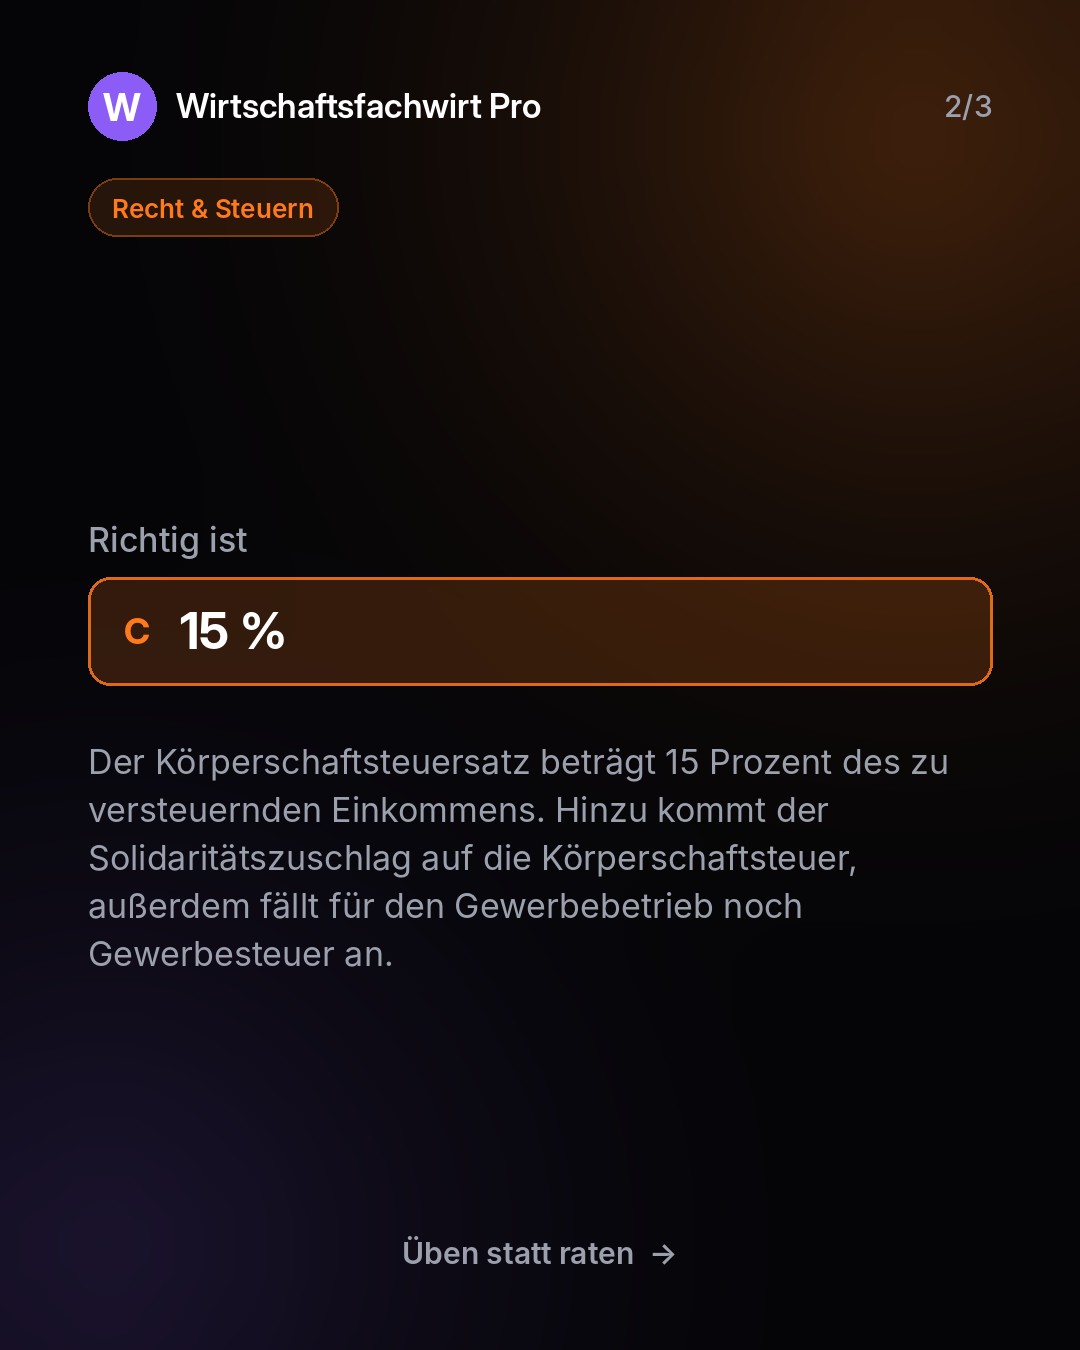 W Wirtschaftsfachwirt Pro 2/3
Recht & Steuern
Richtig ist
C 15 %
Der Körperschaftsteuersatz beträgt 15 Prozent des zu
versteuernden Einkommens. Hinzu kommt der
Solidaritätszuschlag auf die Körperschaftsteuer,
außerdem fällt für den Gewerbebetrieb noch
Gewerbesteuer an.
Üben statt raten →